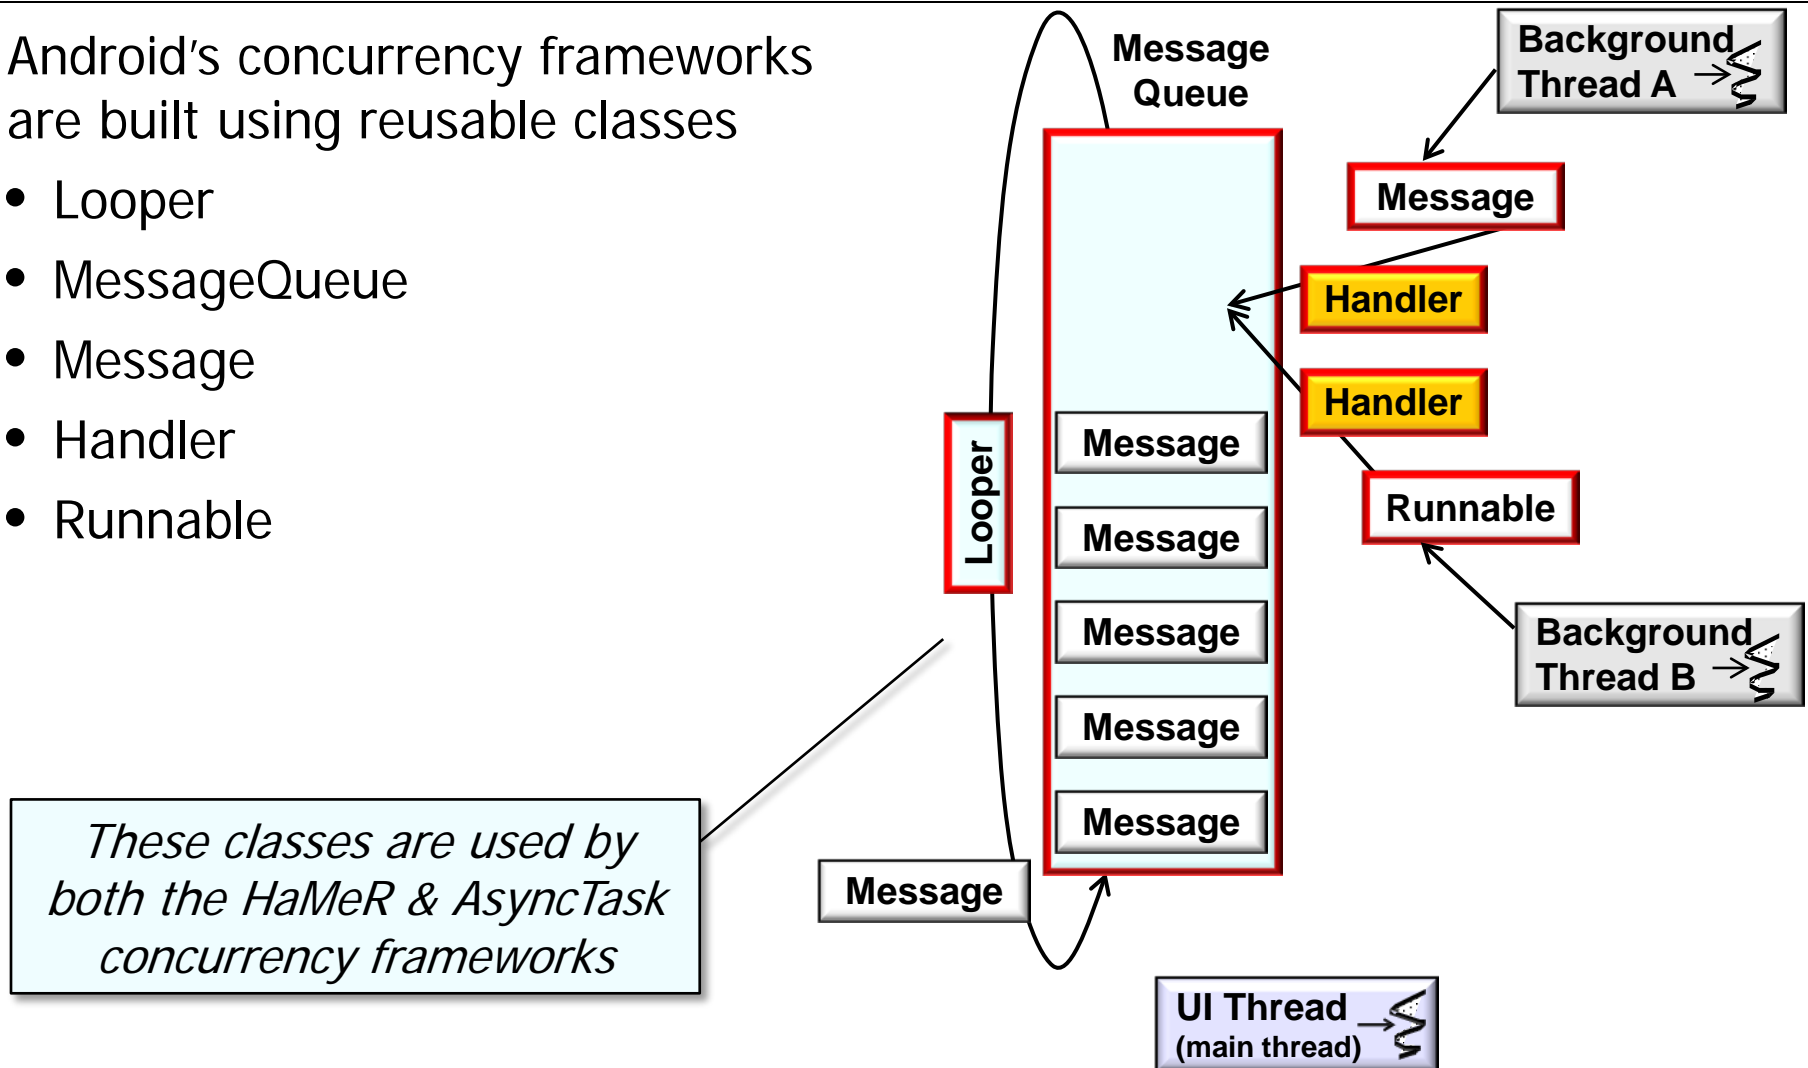 Android's concurrency frameworks
are built using reusable classes
• Looper
• MessageQueue
• Message
• Handler
• Runnable
These classes are used by
both the HaMeR & AsyncTask
concurrency frameworks
Message
Queue
Looper
Message
Message
Message
Message
Message
Message
Background
Thread A
Message
Handler
Handler
Runnable
Background
Thread B
UI Thread
(main thread)